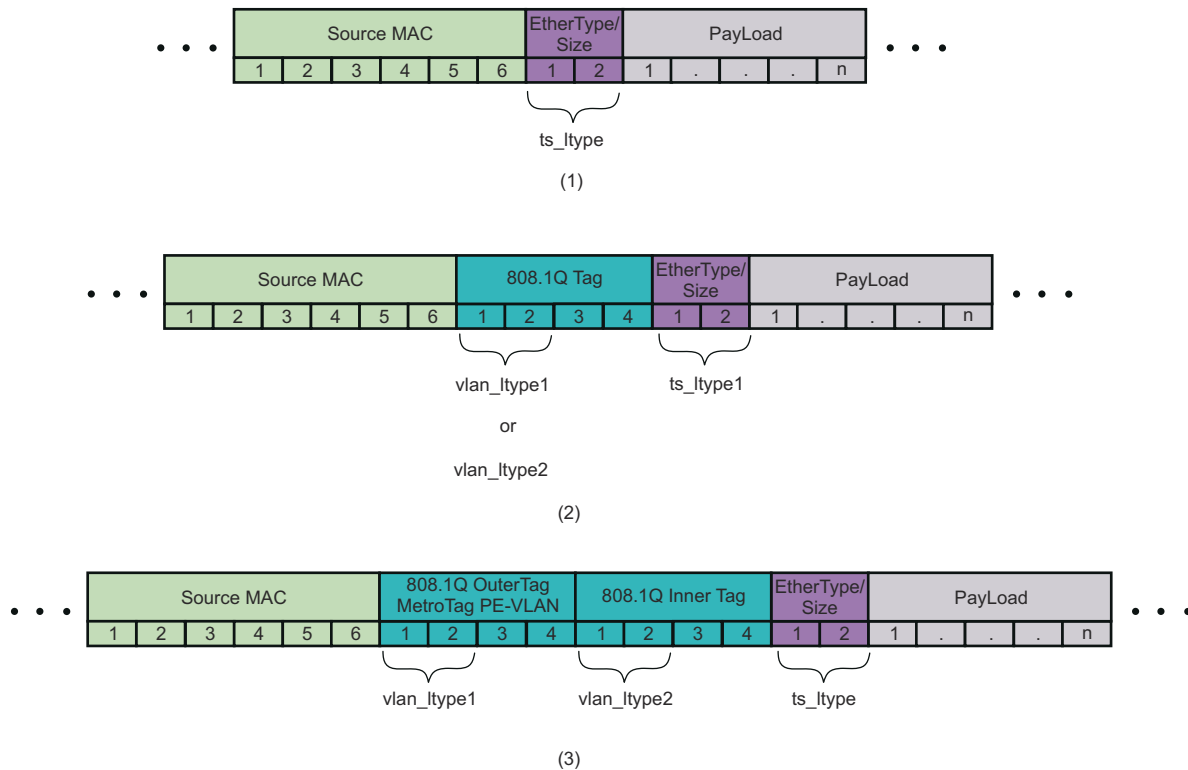 Source MAC EtherType/ Size PayLoad
1 2 3 4 5 6 1 2 1 . . . n
ts_ltype
(1)
Source MAC 808.1Q Tag EtherType/ Size PayLoad
1 2 3 4 5 6 1 2 3 4 1 2 1 . . . n
vlan_ltype1 ts_ltype1
or
vlan_ltype2
(2)
Source MAC 808.1Q OuterTag MetroTag PE-VLAN 808.1Q Inner Tag EtherType/ Size PayLoad
1 2 3 4 5 6 1 2 3 4 1 2 3 4 1 2 1 . . . n
vlan_ltype1 vlan_ltype2 ts_ltype
(3)